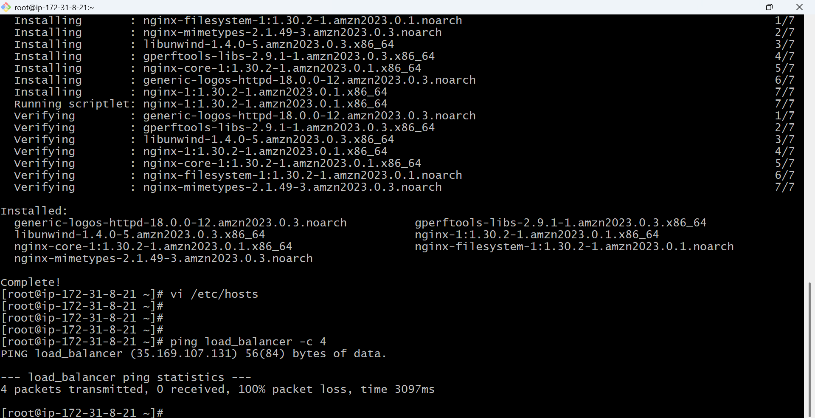 root@ip-172-31-8-21:~
Installing : nginx-filesystem-1:1.30.2-1.amzn2023.0.1.noarch 1/7
Installing : nginx-mimetypes-2.1.49-3.amzn2023.0.3.noarch 2/7
Installing : libunwind-1.4.0-5.amzn2023.0.3.x86_64 3/7
Installing : gperftools-libs-2.9.1-1.amzn2023.0.3.x86_64 4/7
Installing : nginx-core-1:1.30.2-1.amzn2023.0.1.x86_64 5/7
Installing : generic-logos-httpd-18.0.0-12.amzn2023.0.3.noarch 6/7
Installing : nginx-1:1.30.2-1.amzn2023.0.1.x86_64 7/7
Running scriptlet: nginx-1:1.30.2-1.amzn2023.0.1.x86_64 7/7
Verifying : generic-logos-httpd-18.0.0-12.amzn2023.0.3.noarch 1/7
Verifying : gperftools-libs-2.9.1-1.amzn2023.0.3.x86_64 2/7
Verifying : libunwind-1.4.0-5.amzn2023.0.3.x86_64 3/7
Verifying : nginx-1:1.30.2-1.amzn2023.0.1.x86_64 4/7
Verifying : nginx-core-1:1.30.2-1.amzn2023.0.1.x86_64 5/7
Verifying : nginx-filesystem-1:1.30.2-1.amzn2023.0.1.noarch 6/7
Verifying : nginx-mimetypes-2.1.49-3.amzn2023.0.3.noarch 7/7
Installed:
generic-logos-httpd-18.0.0-12.amzn2023.0.3.noarch gperftools-libs-2.9.1-1.amzn2023.0.3.x86_64
libunwind-1.4.0-5.amzn2023.0.3.x86_64 nginx-1:1.30.2-1.amzn2023.0.1.x86_64
nginx-core-1:1.30.2-1.amzn2023.0.1.x86_64 nginx-filesystem-1:1.30.2-1.amzn2023.0.1.noarch
nginx-mimetypes-2.1.49-3.amzn2023.0.3.noarch
Complete!
[root@ip-172-31-8-21 ~]# vi /etc/hosts
[root@ip-172-31-8-21 ~]#
[root@ip-172-31-8-21 ~]#
[root@ip-172-31-8-21 ~]#
[root@ip-172-31-8-21 ~]# ping load_balancer -c 4
PING load_balancer (35.169.107.131) 56(84) bytes of data.
--- load_balancer ping statistics ---
4 packets transmitted, 0 received, 100% packet loss, time 3097ms
[root@ip-172-31-8-21 ~]#